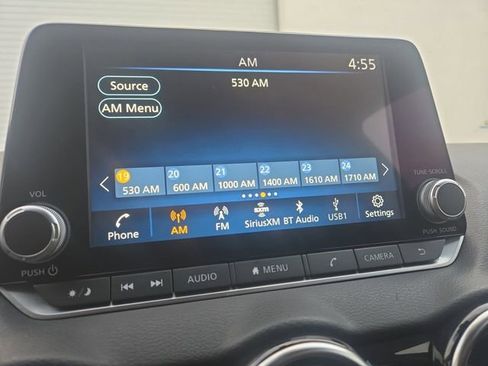 AM 4:55
Source 530 AM
AM Menu
19 20 21 22 23 24
530 AM 600 AM 1000 AM 1400 AM 1610 AM 1710 AM
VOL TUNE·SCROLL
Phone AM FM SiriusXM BT Audio USB1 Settings
PUSH PUSH SOUND
AUDIO MENU CAMERA